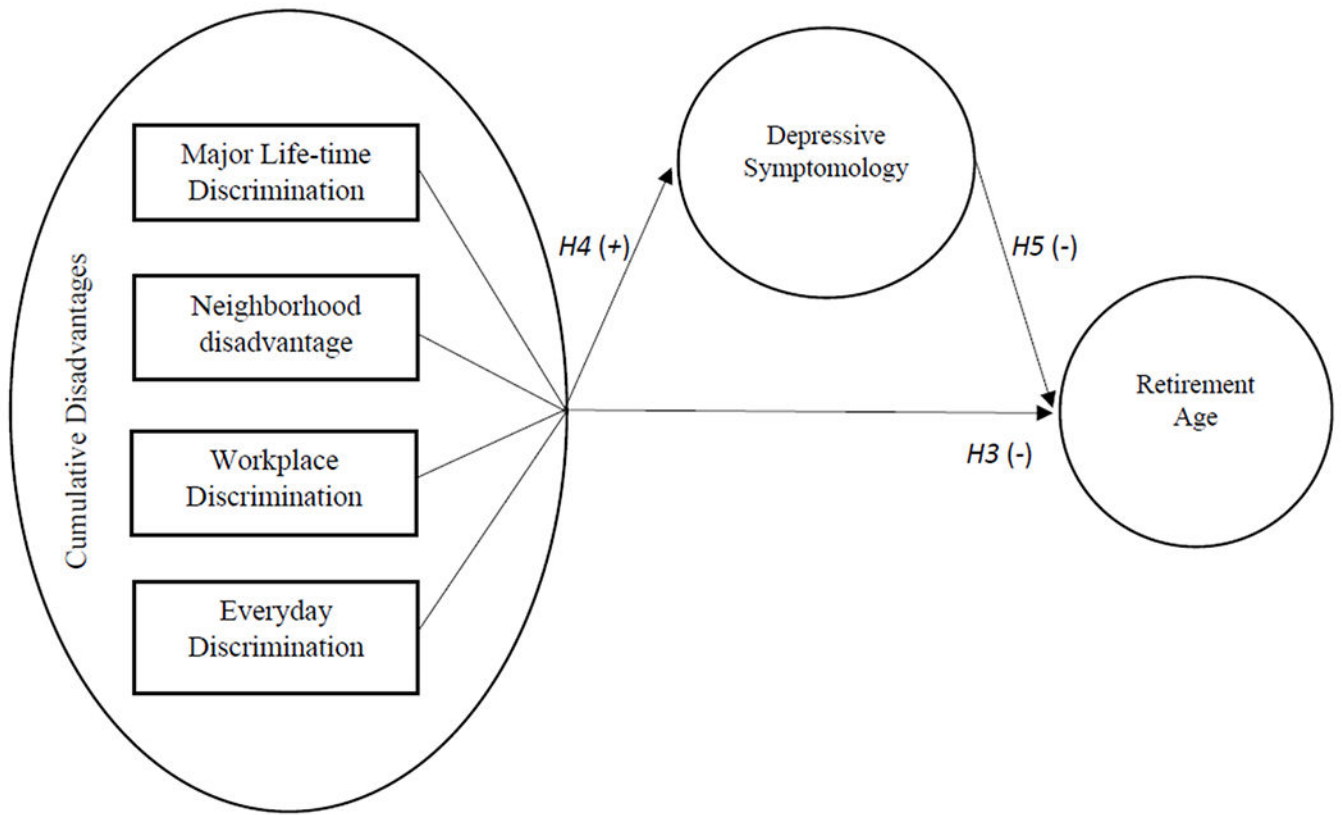 Cumulative Disadvantages
Major Life-time
Discrimination
Neighborhood
disadvantage
Workplace
Discrimination
Everyday
Discrimination
H4 (+)
Depressive
Symptomology
H5 (-)
H3 (-)
Retirement
Age